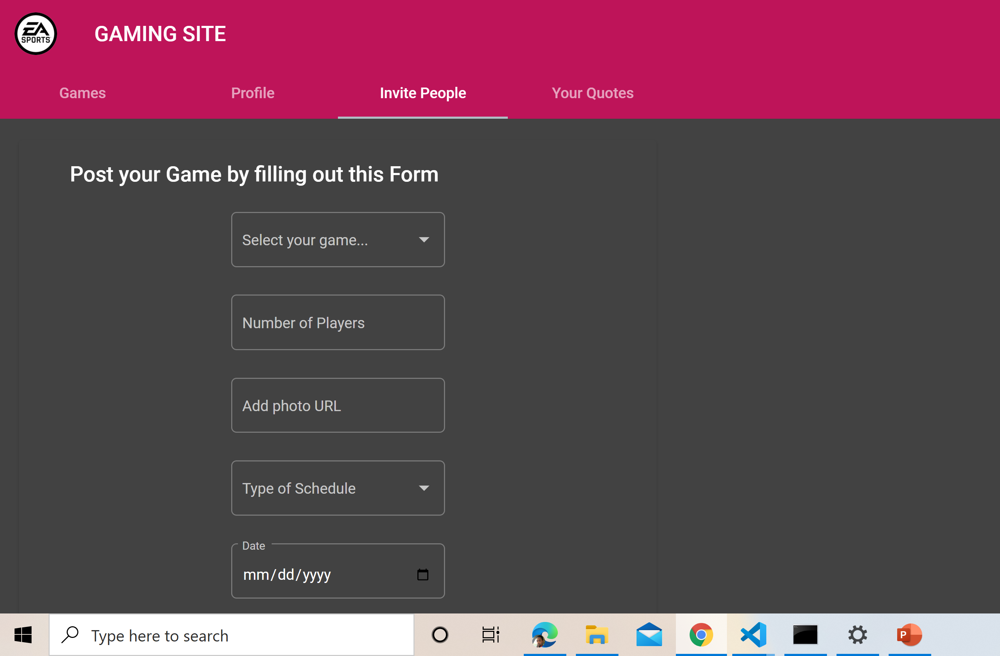 EA
SPORTS
GAMING SITE
Games
Profile
Invite People
Your Quotes
Post your Game by filling out this Form
Select your game...
Number of Players
Add photo URL
Type of Schedule
Date
mm/dd/yyyy
Type here to search
P